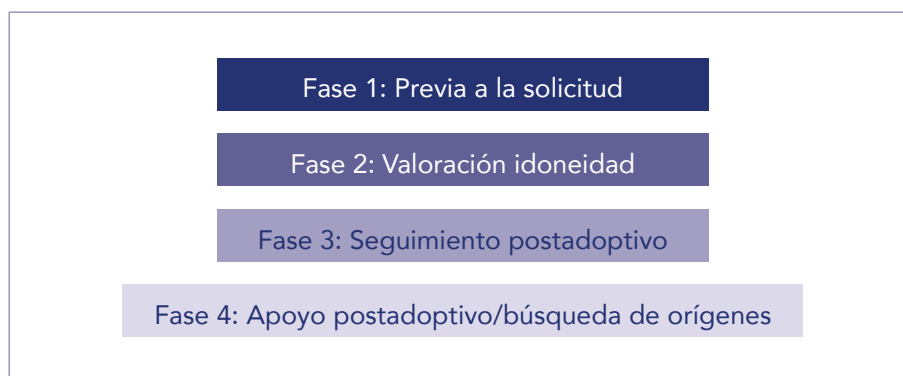 Fase 1: Previa a la solicitud
Fase 2: Valoración idoneidad
Fase 3: Seguimiento postadoptivo
Fase 4: Apoyo postadoptivo/búsqueda de orígenes